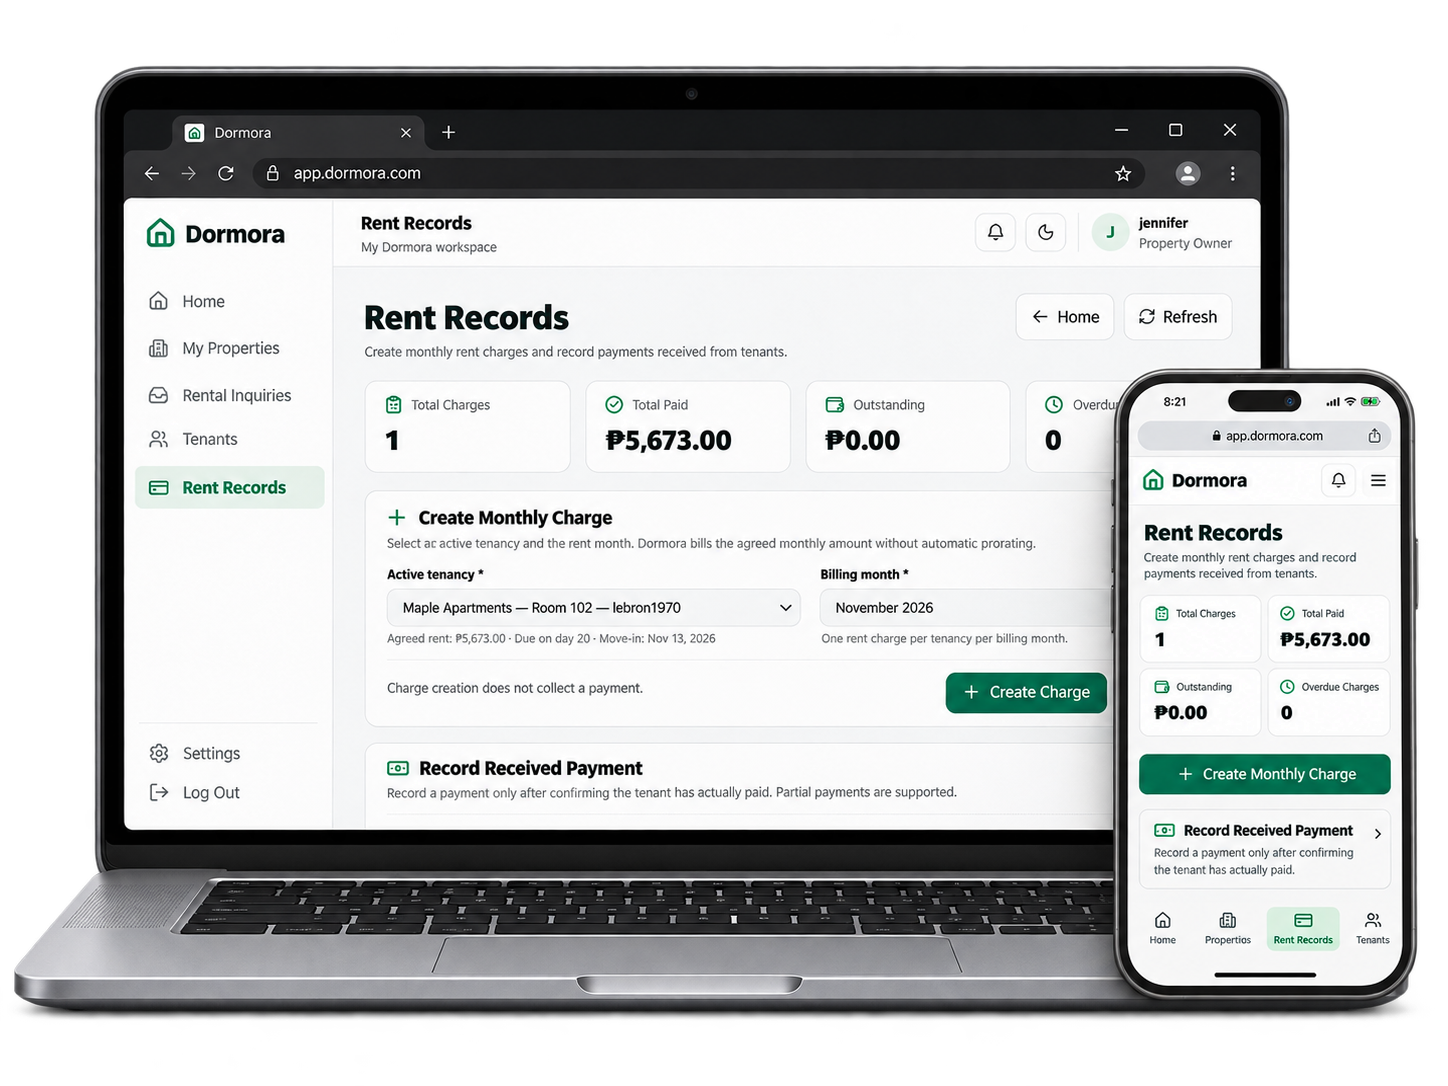 Dormora
app.dormora.com
Dormora
Home
My Properties
Rental Inquiries
Tenants
Rent Records
Settings
Log Out
Rent Records
My Dormora workspace
J
jennifer
Property Owner
Rent Records
Create monthly rent charges and record payments received from tenants.
Home
Refresh
Total Charges
1
Total Paid
₱5,673.00
Outstanding
₱0.00
Overdu
0
Create Monthly Charge
Select ac active tenancy and the rent month. Dormora bills the agreed monthly amount without automatic prorating.
Active tenancy *
Maple Apartments — Room 102 — lebron1970
Agreed rent: ₱5,673.00 · Due on day 20 · Move-in: Nov 13, 2026
Billing month *
November 2026
One rent charge per tenancy per billing month.
Charge creation does not collect a payment.
Create Charge
Record Received Payment
Record a payment only after confirming the tenant has actually paid. Partial payments are supported.
8:21
app.dormora.com
Dormora
Rent Records
Create monthly rent charges and record
payments received from tenants.
Total Charges
1
Total Paid
₱5,673.00
Outstanding
₱0.00
Overdue Charges
0
Create Monthly Charge
Record Received Payment
Record a payment only after confirming
the tenant has actually paid.
Home
Properties
Rent Records
Tenants